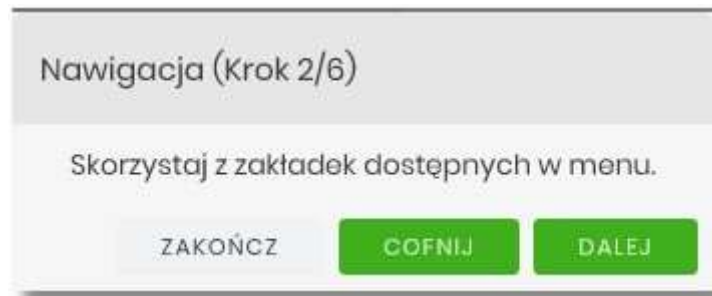 Nawigacja (Krok 2/6)
Skorzystaj z zakładek dostępnych w menu.
ZAKOŃCZ COFNIJ DALEJ